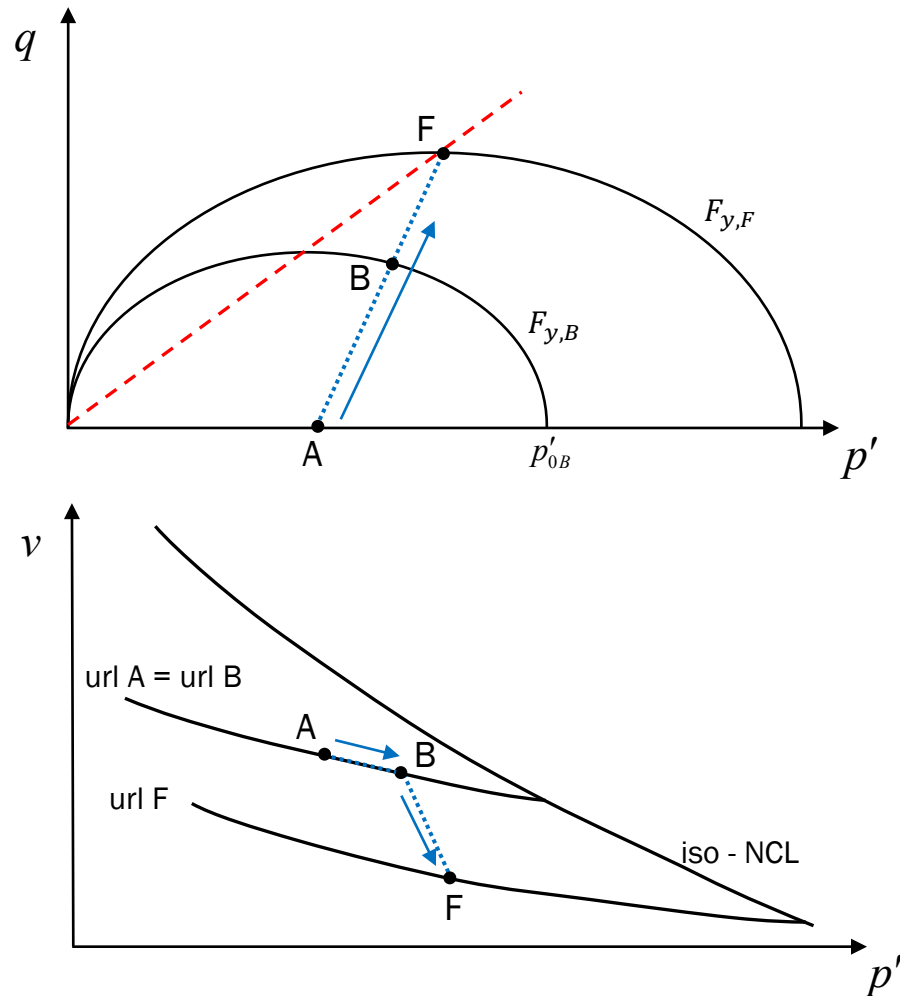 q
F
F_{y,F}
B
F_{y,B}
A
p'_{0B}
p'
v
url A = url B
A
B
url F
F
iso - NCL
p'